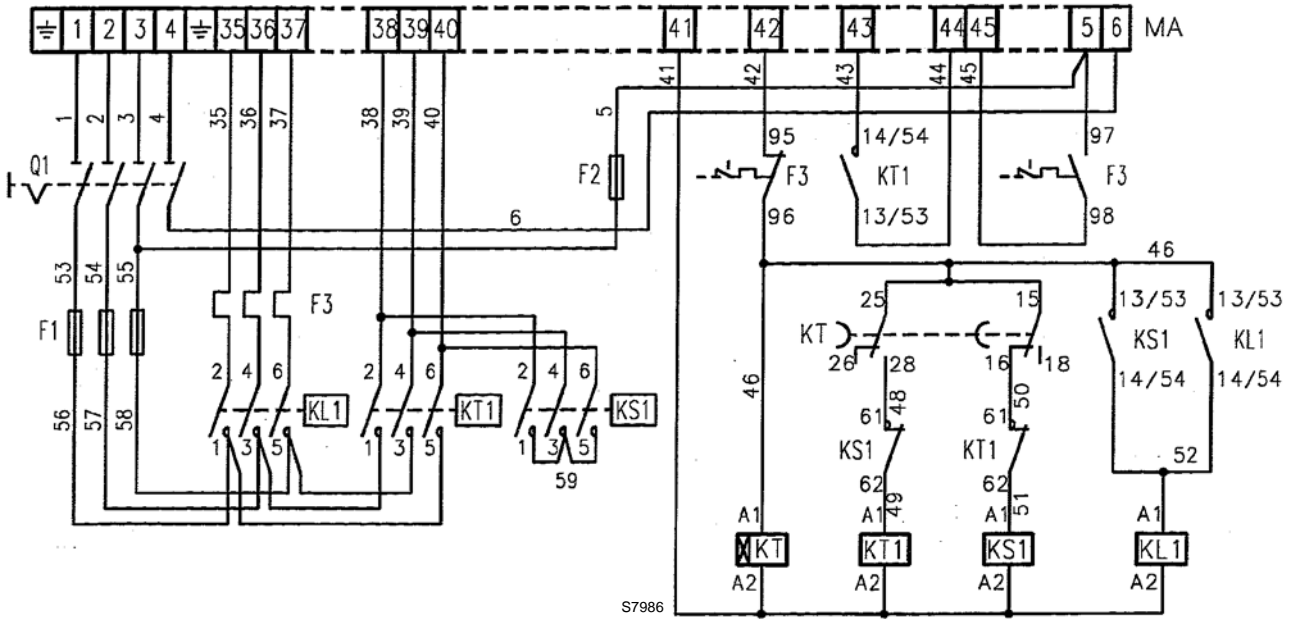 1 2 3 4 35 36 37 38 39 40 41 42 43 44 45 5 6 MA
1 2 3 4 35 36 37 38 39 40 5 41 42 43 44 45
95 14/54 97
Q1 F2 F3 KT1 F3
96 13/53 98
6
46
53 54 55
25 15 13/53 13/53
F1 F3 KT KS1 KL1
26 28 16 18 14/54 14/54
2 4 6 2 4 6 2 4 6
46 48 50
KL1 KT1 KS1
61 61
56 57 58
1 3 5 1 3 5 1 3 5
KS1 KT1
52
59
62 62
49 51
A1 A1 A1 A1
KT KT1 KS1 KL1
A2 A2 A2 A2
S7986